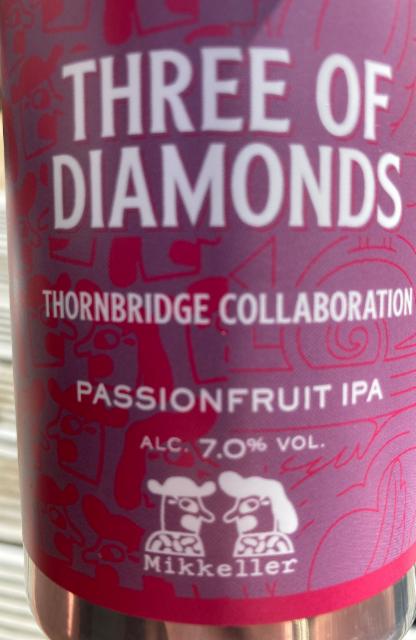 THREE OF
DIAMONDS
THORNBRIDGE COLLABORATION
PASSIONFRUIT IPA
ALC. 7.0% VOL.
Mikkeller